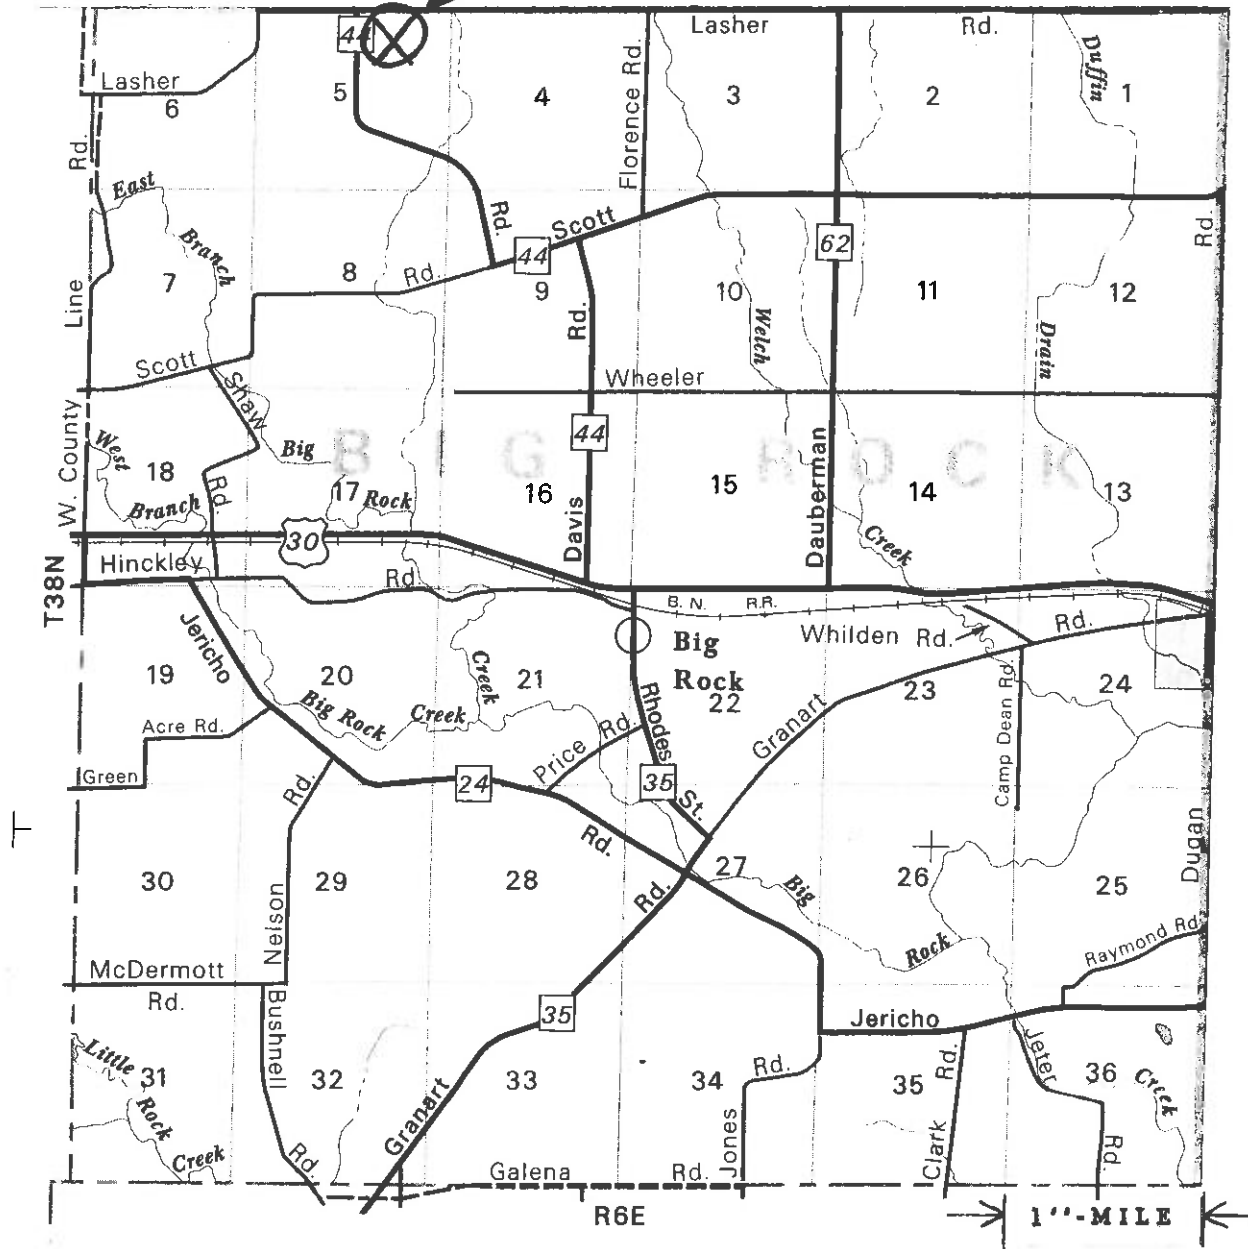 44
Lasher Rd.
Lasher
6
5
4
3
2
1
Duffin
Florence Rd.
Rd.
East
Branch
Rd.
Scott
44
62
Rd.
7
8
Rd.
9
10
11
12
Line
Rd.
Welch
Drain
Scott
Shaw
Wheeler
W. County
West
18
Big
BIG ROCK
44
17
Rock
16
15
14
13
Rd
Branch
Davis
Dauberman
Creek
30
Hinckley
Rd
T38N
B. N. R.R.
Whilden Rd.
Rd.
Jericho
Big
Rock
19
20
21
22
23
24
Creek
Big Rock
Creek
Rhodes
Granart
Camp Dean Rd.
Acre Rd.
Price Rd.
Green
Rd.
24
35
St.
Rd.
Dugan
30
29
28
27
26
25
Big
Nelson
Rd.
Rock
Raymond Rd
McDermott
Rd.
Bushnell
35
Jericho
Jeter
Little
31
32
33
34
35
36
Rd.
Rd.
Creek
Rock
Granart
Creek
Rd.
Jones
Clark
Rd.
Galena Rd.
R6E
1"-MILE